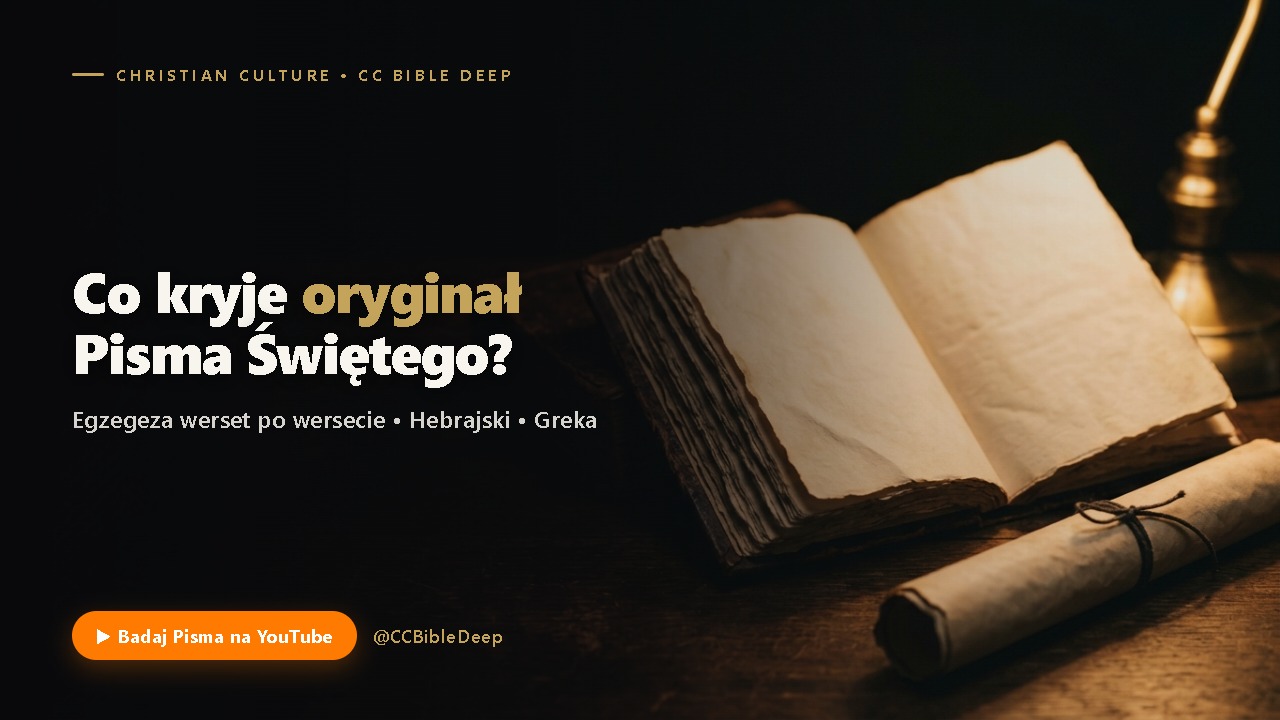 CHRISTIAN CULTURE • CC BIBLE DEEP
Co kryje oryginał
Pisma Świętego?
Egzegeza werset po wersecie • Hebrajski • Greka
▶ Badaj Pisma na YouTube
@CCBibleDeep